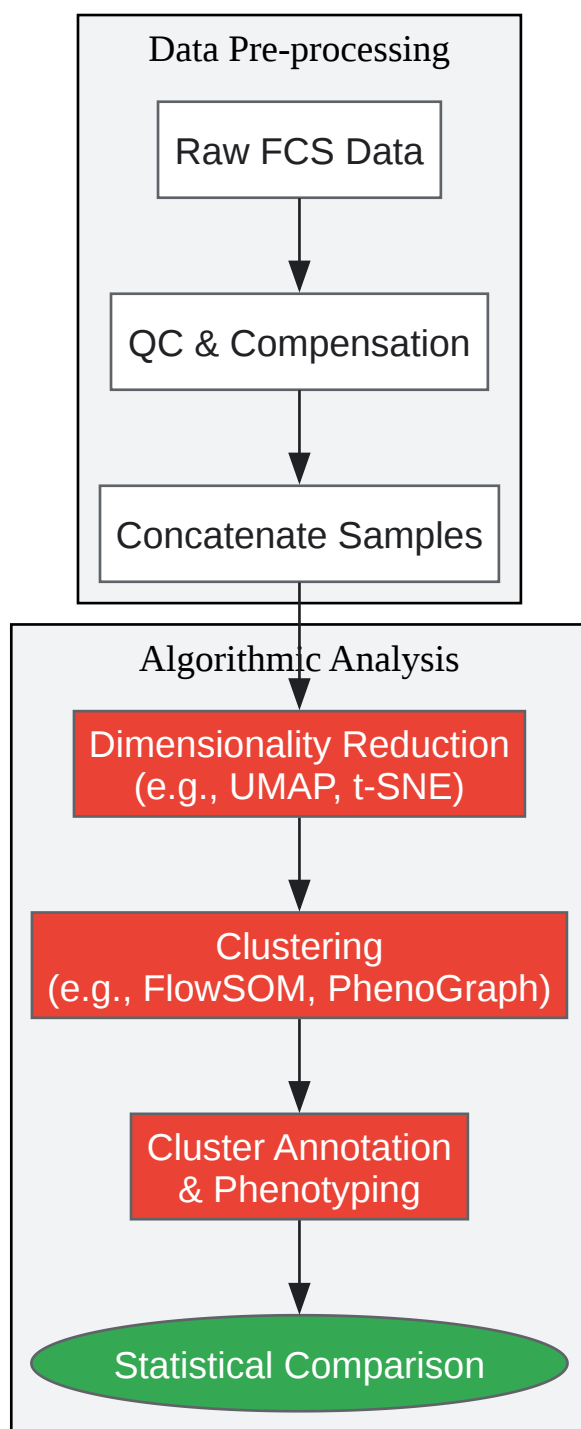 Data Pre-processing
Raw FCS Data
QC & Compensation
Concatenate Samples
Algorithmic Analysis
Dimensionality Reduction
(e.g., UMAP, t-SNE)
Clustering
(e.g., FlowSOM, PhenoGraph)
Cluster Annotation
& Phenotyping
Statistical Comparison